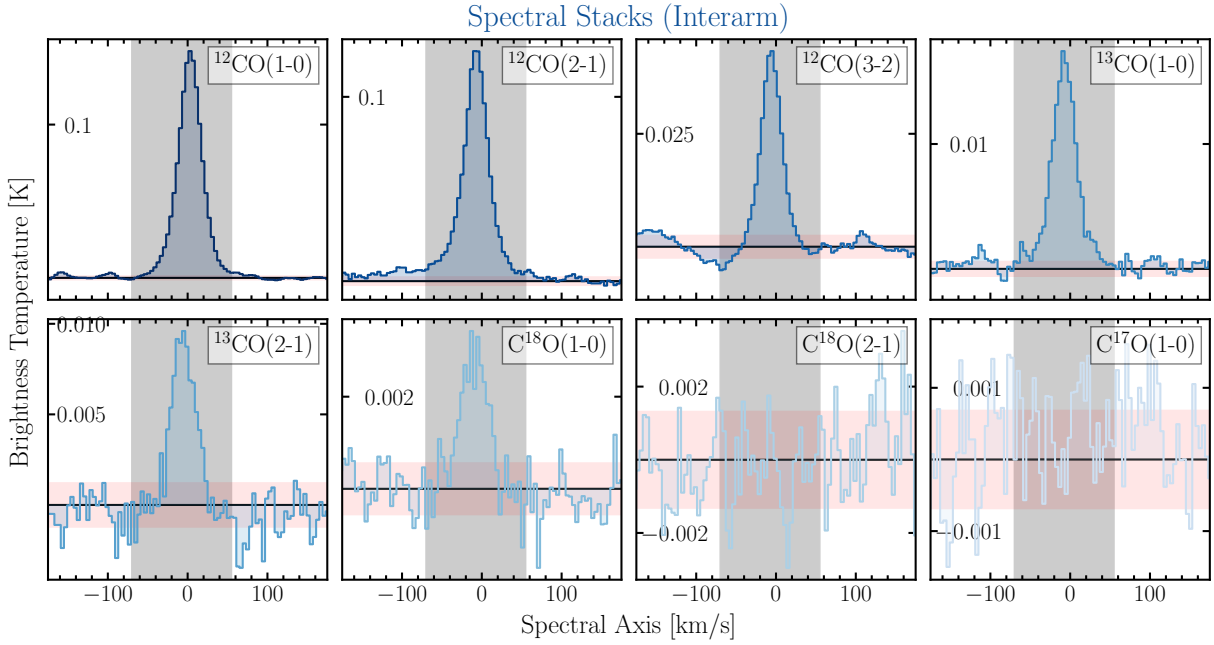 Spectral Stacks (Interarm)
¹²CO(1-0)
0.1
¹²CO(2-1)
0.1
¹²CO(3-2)
0.025
¹³CO(1-0)
0.01
Brightness Temperature [K]
¹³CO(2-1)
0.010
0.005
C¹⁸O(1-0)
0.002
C¹⁸O(2-1)
0.002
−0.002
C¹⁷O(1-0)
0.001
−0.001
−100 0 100
−100 0 100
−100 0 100
−100 0 100
Spectral Axis [km/s]